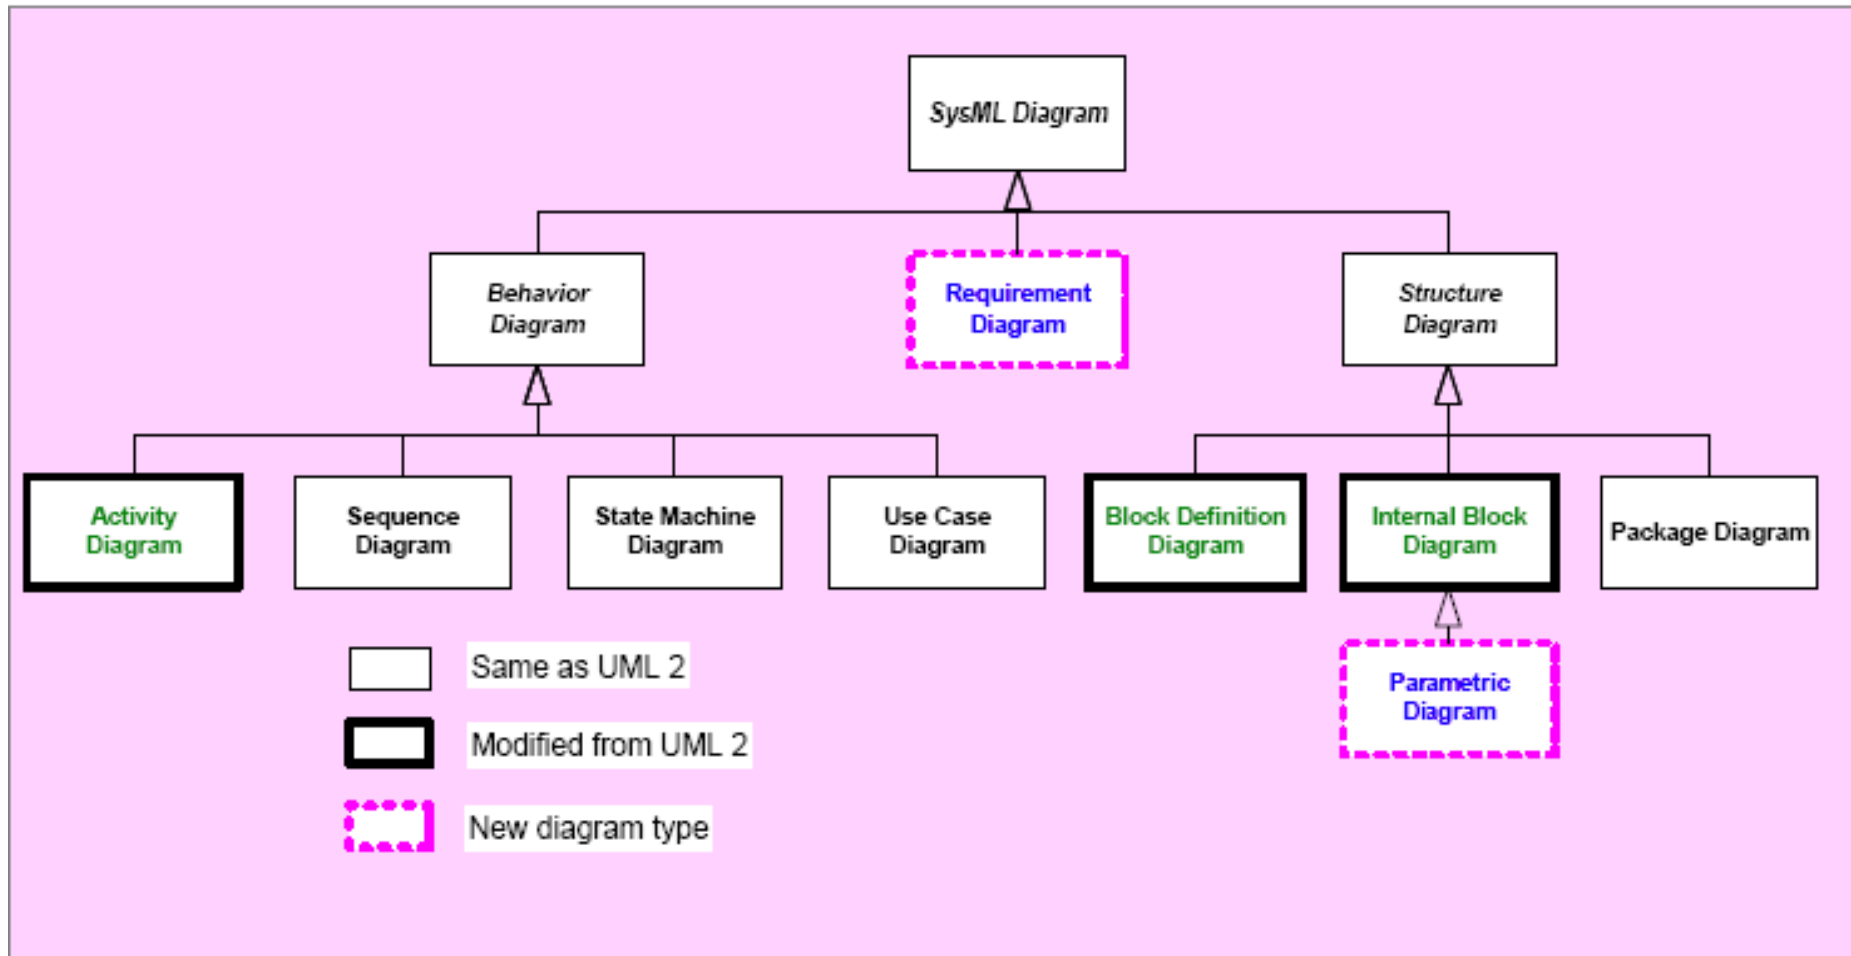 SysML Diagram
Behavior
Diagram
Requirement
Diagram
Structure
Diagram
Activity
Diagram
Sequence
Diagram
State Machine
Diagram
Use Case
Diagram
Block Definition
Diagram
Internal Block
Diagram
Package Diagram
Parametric
Diagram
Same as UML 2
Modified from UML 2
New diagram type